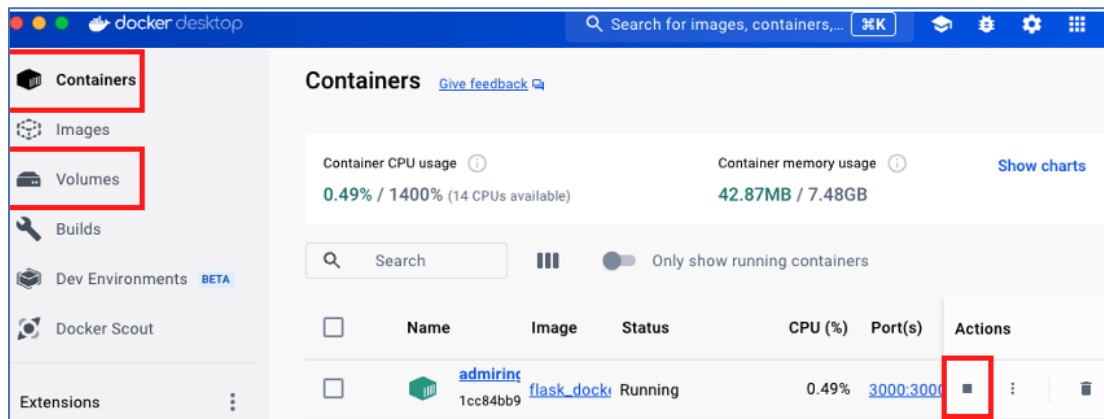 docker desktop
Search for images, containers,... ⌘K
Containers
Images
Volumes
Builds
Dev Environments BETA
Docker Scout
Extensions
Containers Give feedback
Container CPU usage
0.49% / 1400% (14 CPUs available)
Container memory usage
42.87MB / 7.48GB
Show charts
Search
Only show running containers
Name Image Status CPU (%) Port(s) Actions
admiring
1cc84bb9
flask_docke Running 0.49% 3000:3000